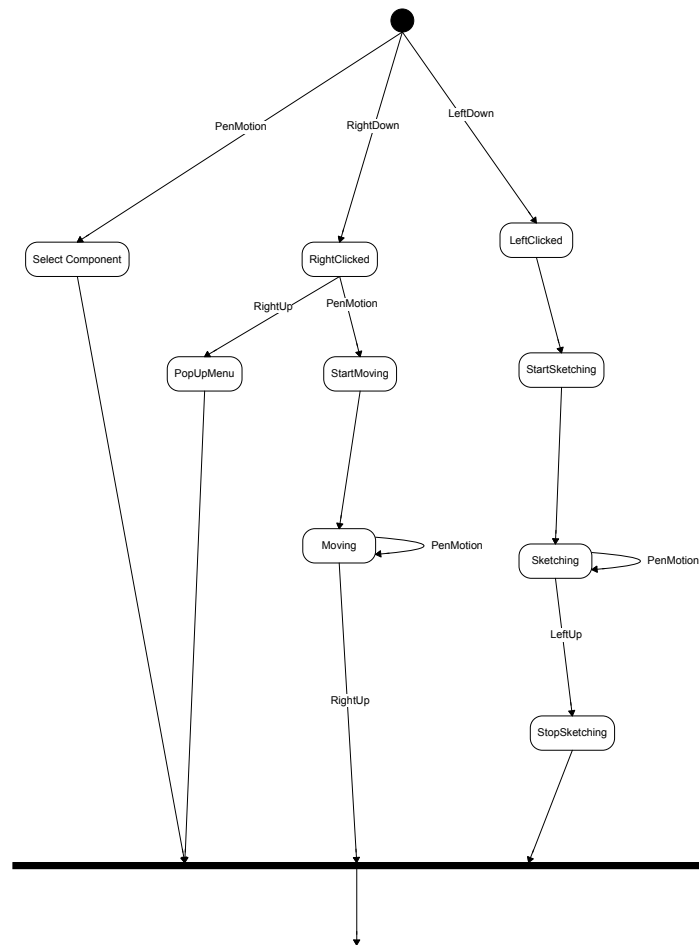 LeftDown
PenMotion
RightDown
LeftClicked
Select Component
RightClicked
RightUp
PenMotion
PopUpMenu
StartMoving
StartSketching
Moving
PenMotion
Sketching
PenMotion
LeftUp
RightUp
StopSketching